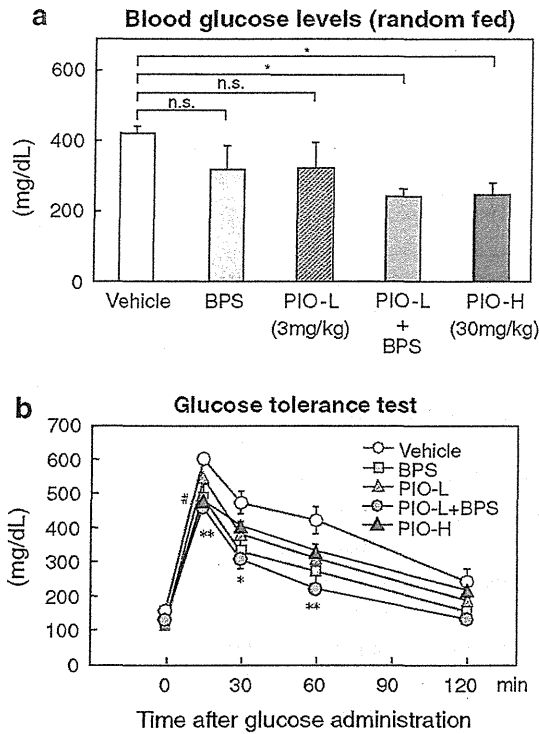 a Blood glucose levels (random fed)
(mg/dL)
600
400
200
0
*
*
n.s.
n.s.
Vehicle BPS PIO-L PIO-L PIO-H
(3mg/kg) + (30mg/kg)
BPS
b Glucose tolerance test
(mg/dL)
700
600
500
400
300
200
100
0
Vehicle
BPS
PIO-L
PIO-L+BPS
PIO-H
#
**
*
**
0 30 60 90 120 min
Time after glucose administration